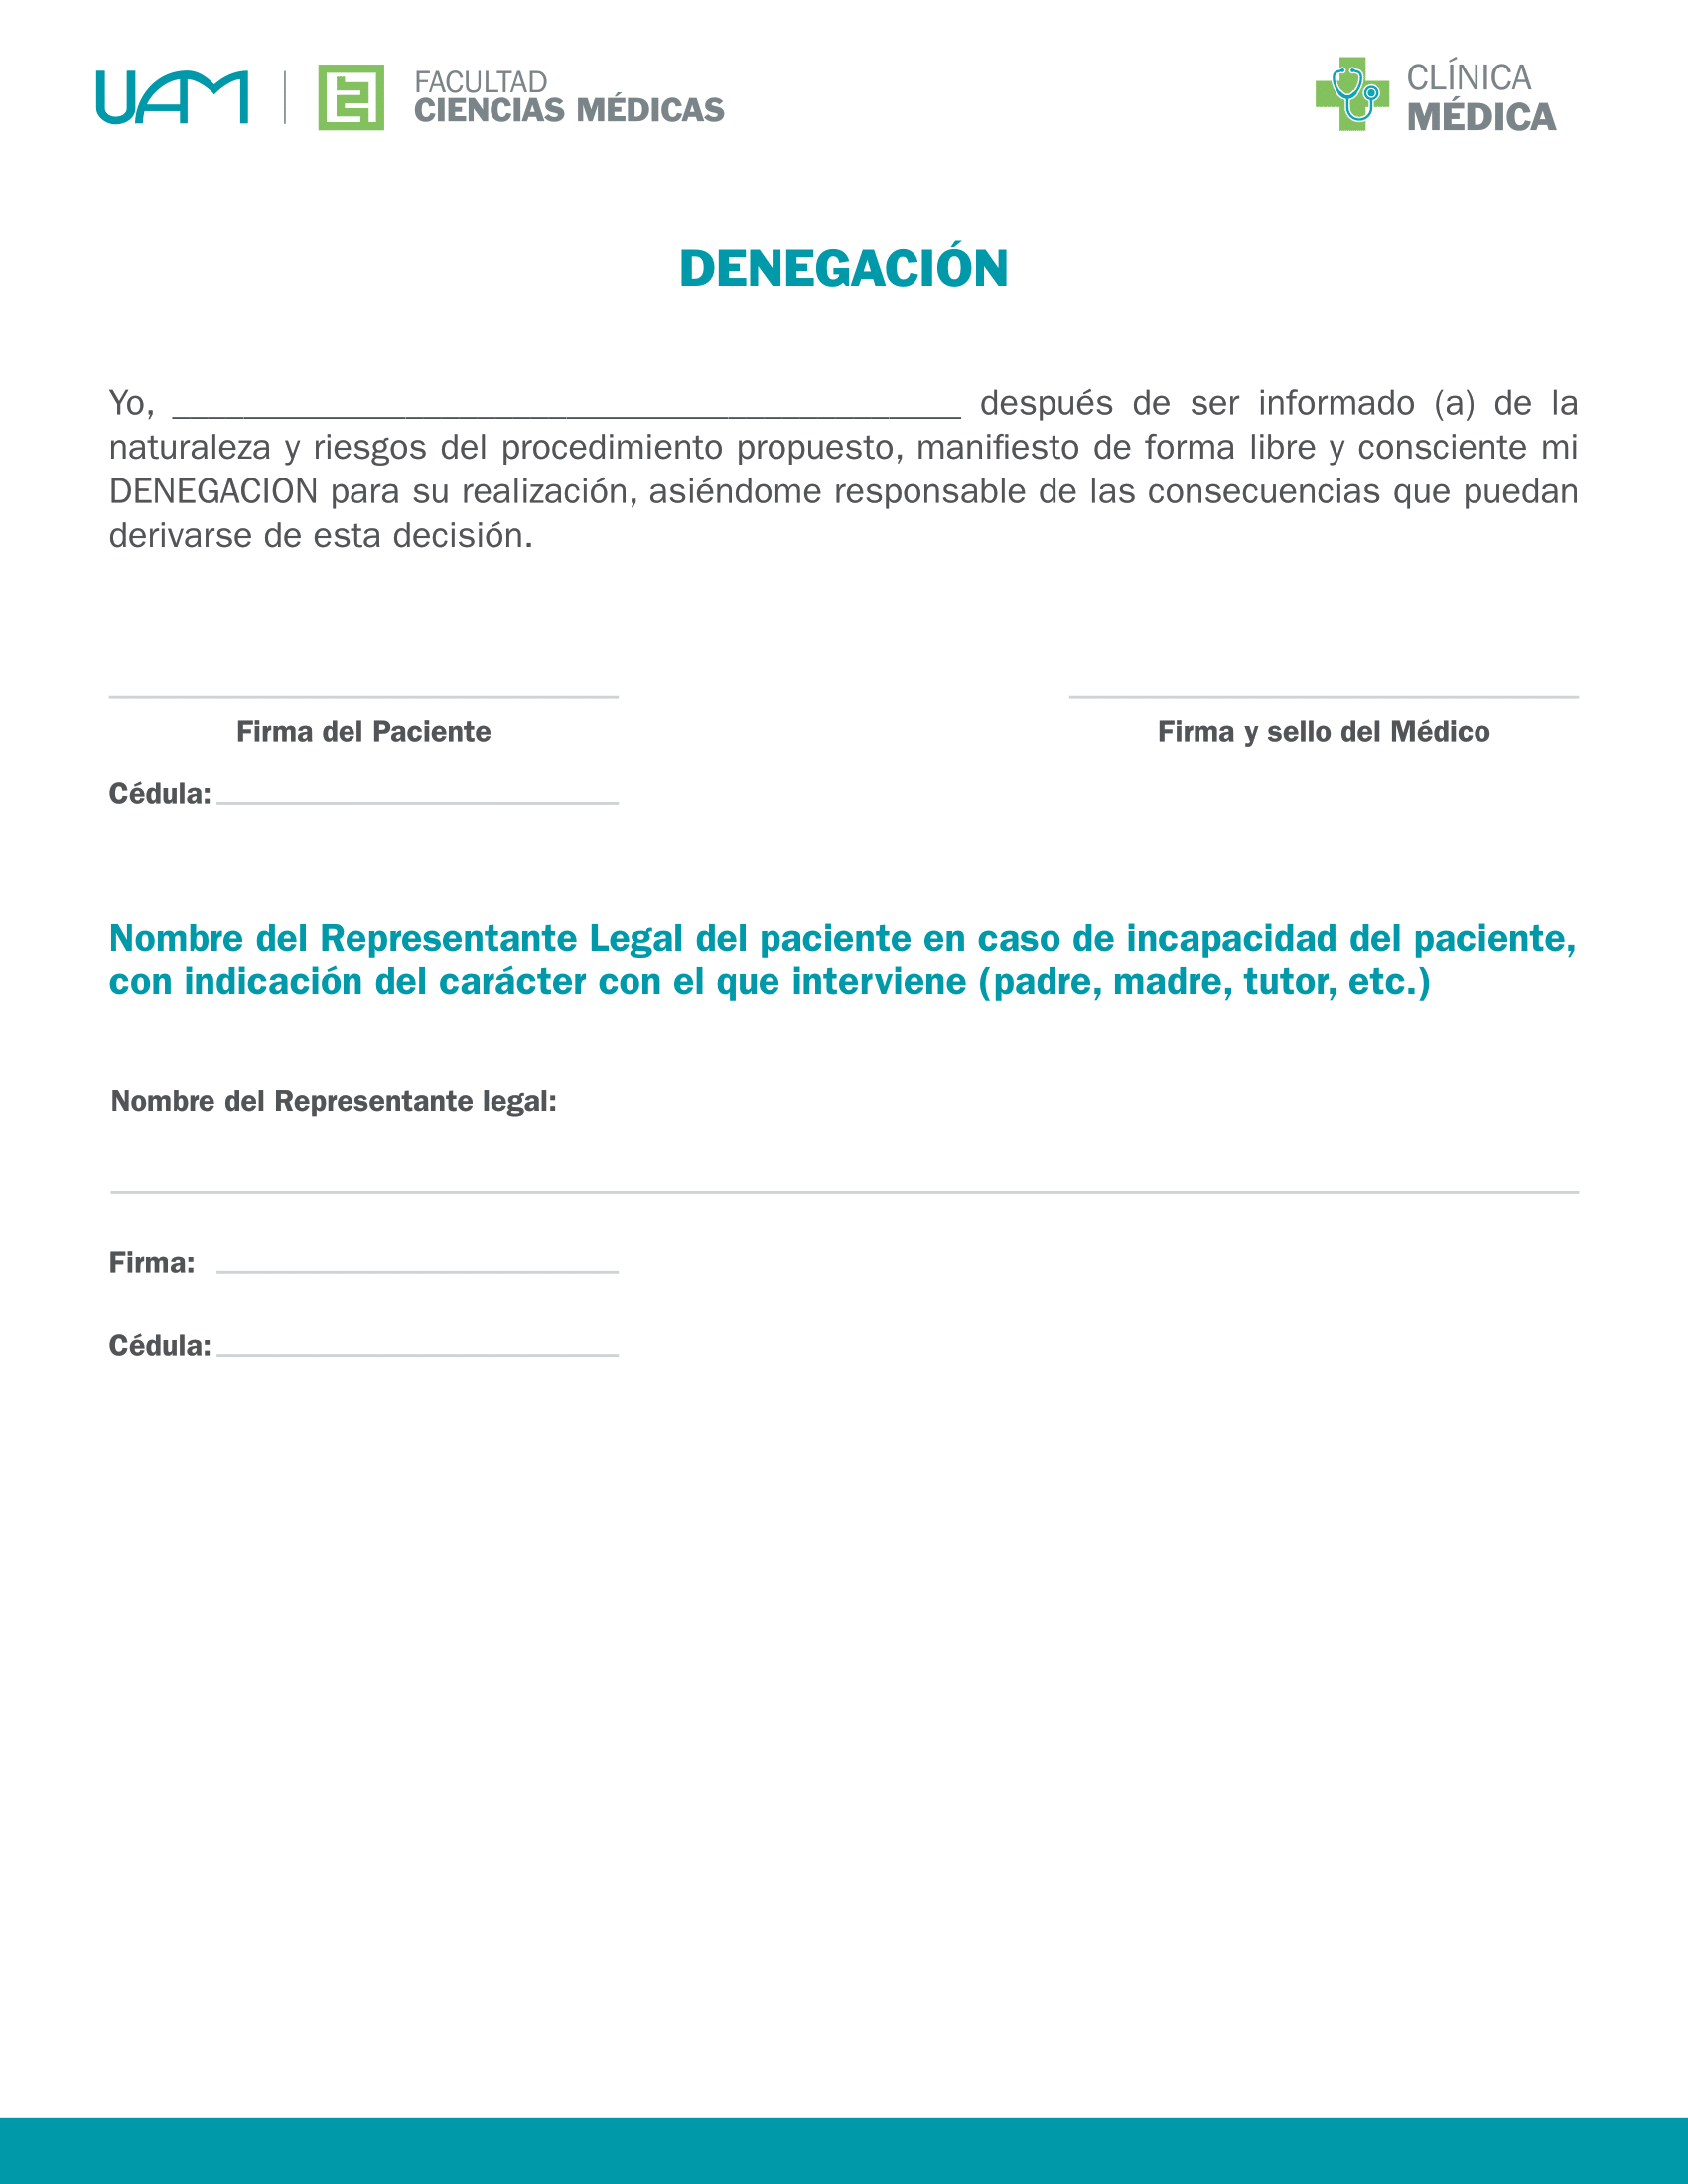 UAM
FACULTAD
CIENCIAS MÉDICAS
CLÍNICA
MÉDICA
DENEGACIÓN
Yo, ________________________________________ después de ser informado (a) de la
naturaleza y riesgos del procedimiento propuesto, manifiesto de forma libre y consciente mi
DENEGACION para su realización, asiéndome responsable de las consecuencias que puedan
derivarse de esta decisión.
Firma del Paciente
Firma y sello del Médico
Cédula:
Nombre del Representante Legal del paciente en caso de incapacidad del paciente,
con indicación del carácter con el que interviene (padre, madre, tutor, etc.)
Nombre del Representante legal:
Firma:
Cédula: